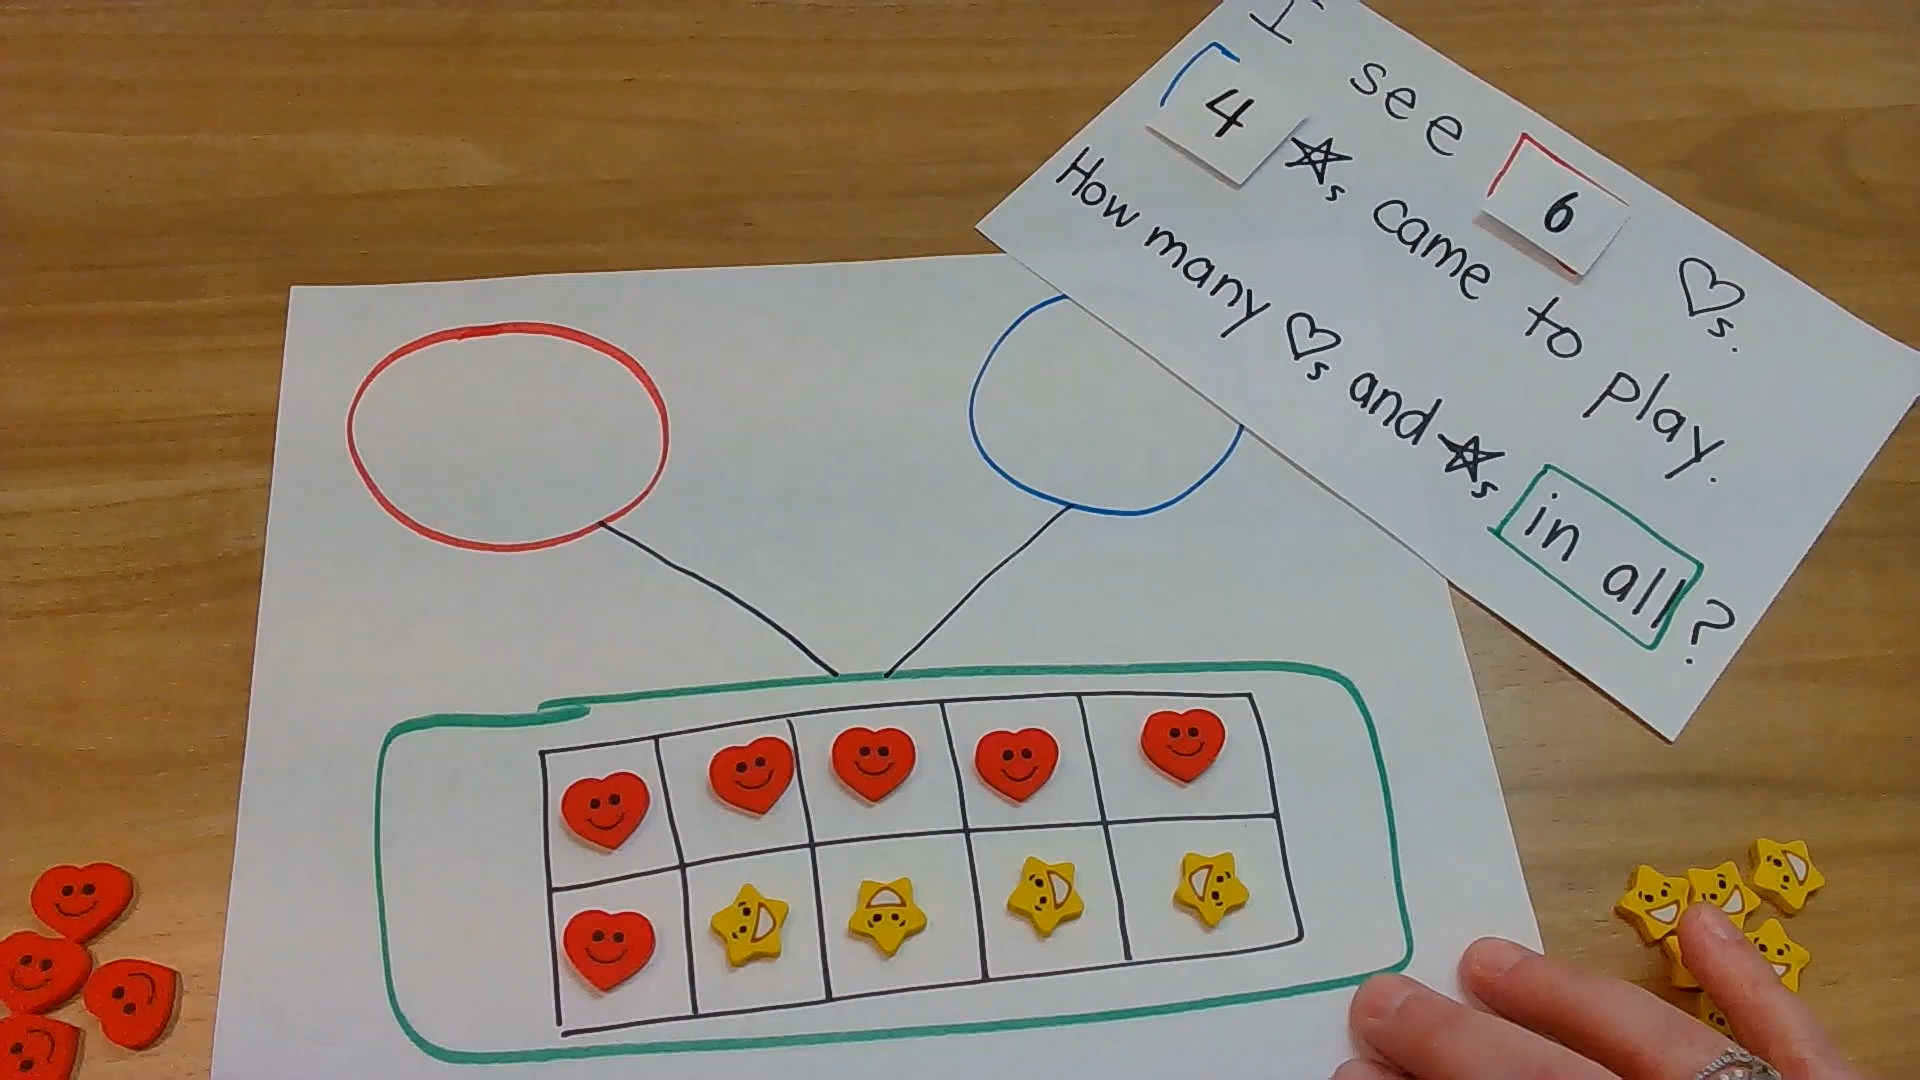 I see 6 ♡s.
4 ☆s came to play.
How many ♡s and ☆s in all?